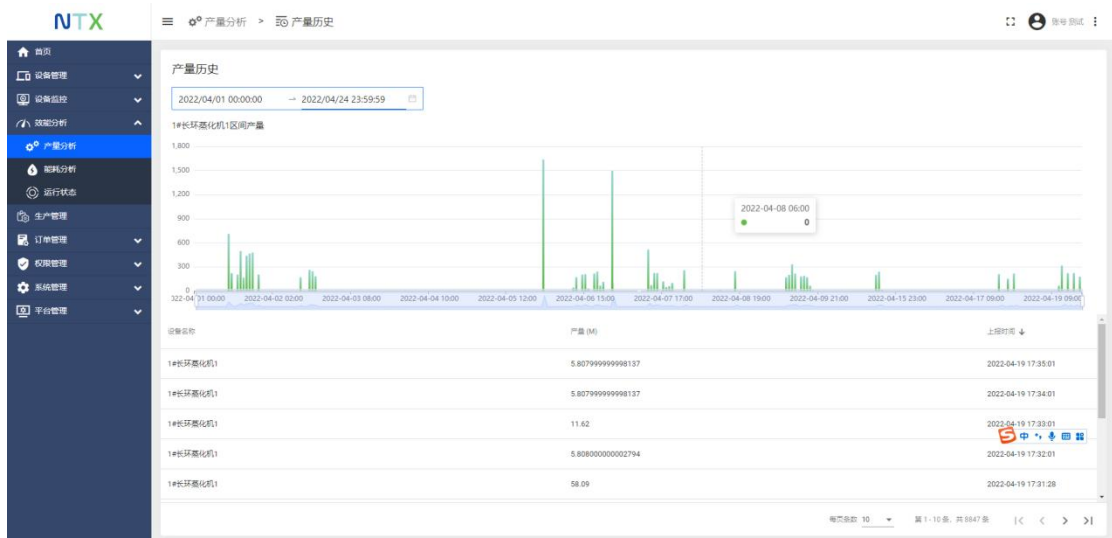 NTX
产量分析 > 产量历史
账号 测试
首页
设备管理
设备监控
效能分析
产量分析
能耗分析
运行状态
生产管理
订单管理
权限管理
系统管理
平台管理
产量历史
2022/04/01 00:00:00 → 2022/04/24 23:59:59
1#长环蒸化机1区间产量
1,800
1,500
1,200
900
600
300
0
2022-04-08 06:00
0
322-04-01 00:00 2022-04-02 02:00 2022-04-03 08:00 2022-04-04 10:00 2022-04-05 12:00 2022-04-06 15:00 2022-04-07 17:00 2022-04-08 19:00 2022-04-09 21:00 2022-04-15 23:00 2022-04-17 09:00 2022-04-19 09:00
设备名称 产量 (M) 上报时间
1#长环蒸化机1 5.807999999998137 2022-04-19 17:35:01
1#长环蒸化机1 5.807999999998137 2022-04-19 17:34:01
1#长环蒸化机1 11.62 2022-04-19 17:33:01
中
1#长环蒸化机1 5.808000000002794 2022-04-19 17:32:01
1#长环蒸化机1 58.09 2022-04-19 17:31:28
每页条数 10 第 1 - 10 条, 共 8847 条